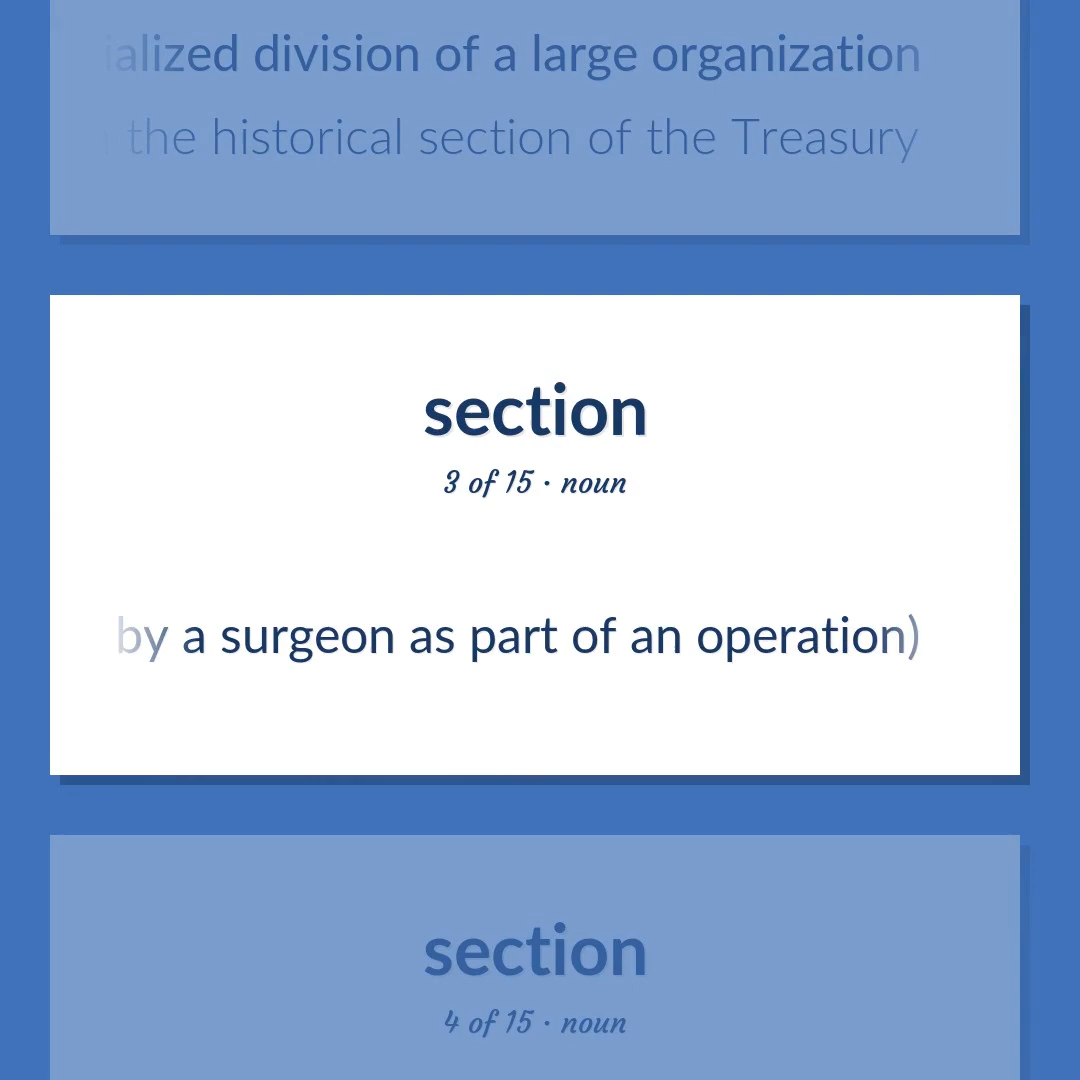 ialized division of a large organization
the historical section of the Treasury
section
3 of 15 · noun
by a surgeon as part of an operation)
section
4 of 15 · noun